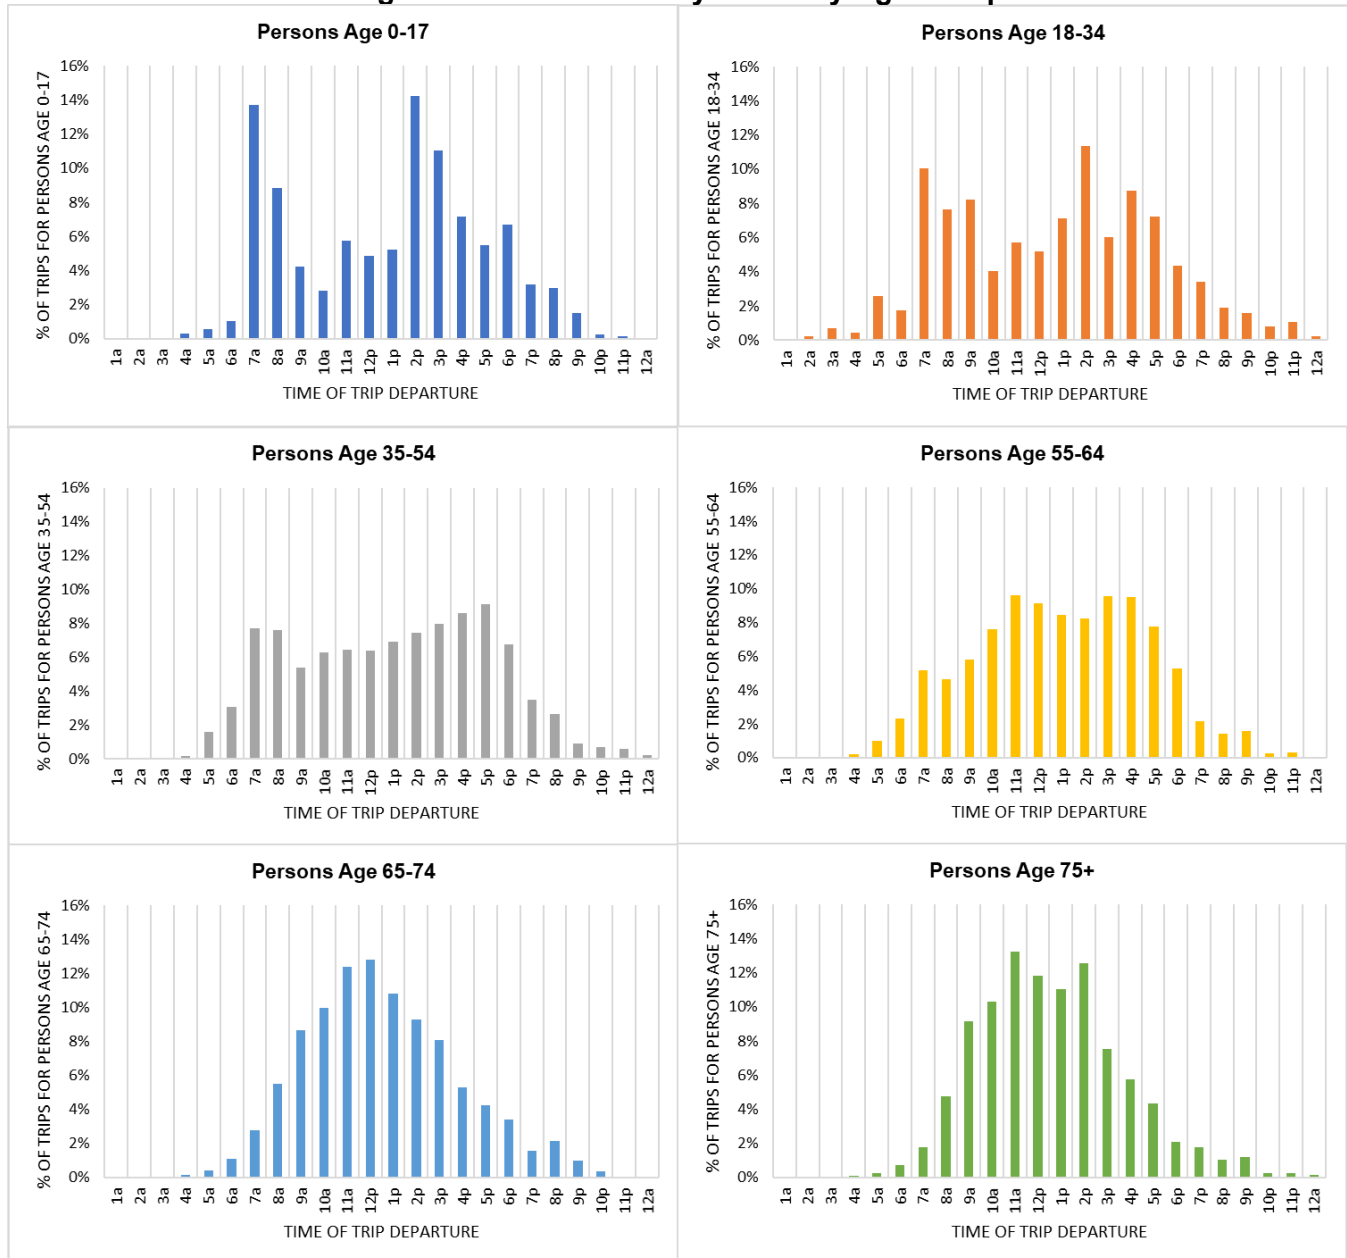 Persons Age 0-17
% OF TRIPS FOR PERSONS AGE 0-17
16%
14%
12%
10%
8%
6%
4%
2%
0%
1a 2a 3a 4a 5a 6a 7a 8a 9a 10a 11a 12p 1p 2p 3p 4p 5p 6p 7p 8p 9p 10p 11p 12a
TIME OF TRIP DEPARTURE
Persons Age 18-34
% OF TRIPS FOR PERSONS AGE 18-34
16%
14%
12%
10%
8%
6%
4%
2%
0%
1a 2a 3a 4a 5a 6a 7a 8a 9a 10a 11a 12p 1p 2p 3p 4p 5p 6p 7p 8p 9p 10p 11p 12a
TIME OF TRIP DEPARTURE
Persons Age 35-54
% OF TRIPS FOR PERSONS AGE 35-54
16%
14%
12%
10%
8%
6%
4%
2%
0%
1a 2a 3a 4a 5a 6a 7a 8a 9a 10a 11a 12p 1p 2p 3p 4p 5p 6p 7p 8p 9p 10p 11p 12a
TIME OF TRIP DEPARTURE
Persons Age 55-64
% OF TRIPS FOR PERSONS AGE 55-64
16%
14%
12%
10%
8%
6%
4%
2%
0%
1a 2a 3a 4a 5a 6a 7a 8a 9a 10a 11a 12p 1p 2p 3p 4p 5p 6p 7p 8p 9p 10p 11p 12a
TIME OF TRIP DEPARTURE
Persons Age 65-74
% OF TRIPS FOR PERSONS AGE 65-74
16%
14%
12%
10%
8%
6%
4%
2%
0%
1a 2a 3a 4a 5a 6a 7a 8a 9a 10a 11a 12p 1p 2p 3p 4p 5p 6p 7p 8p 9p 10p 11p 12a
TIME OF TRIP DEPARTURE
Persons Age 75+
% OF TRIPS FOR PERSONS AGE 75+
16%
14%
12%
10%
8%
6%
4%
2%
0%
1a 2a 3a 4a 5a 6a 7a 8a 9a 10a 11a 12p 1p 2p 3p 4p 5p 6p 7p 8p 9p 10p 11p 12a
TIME OF TRIP DEPARTURE